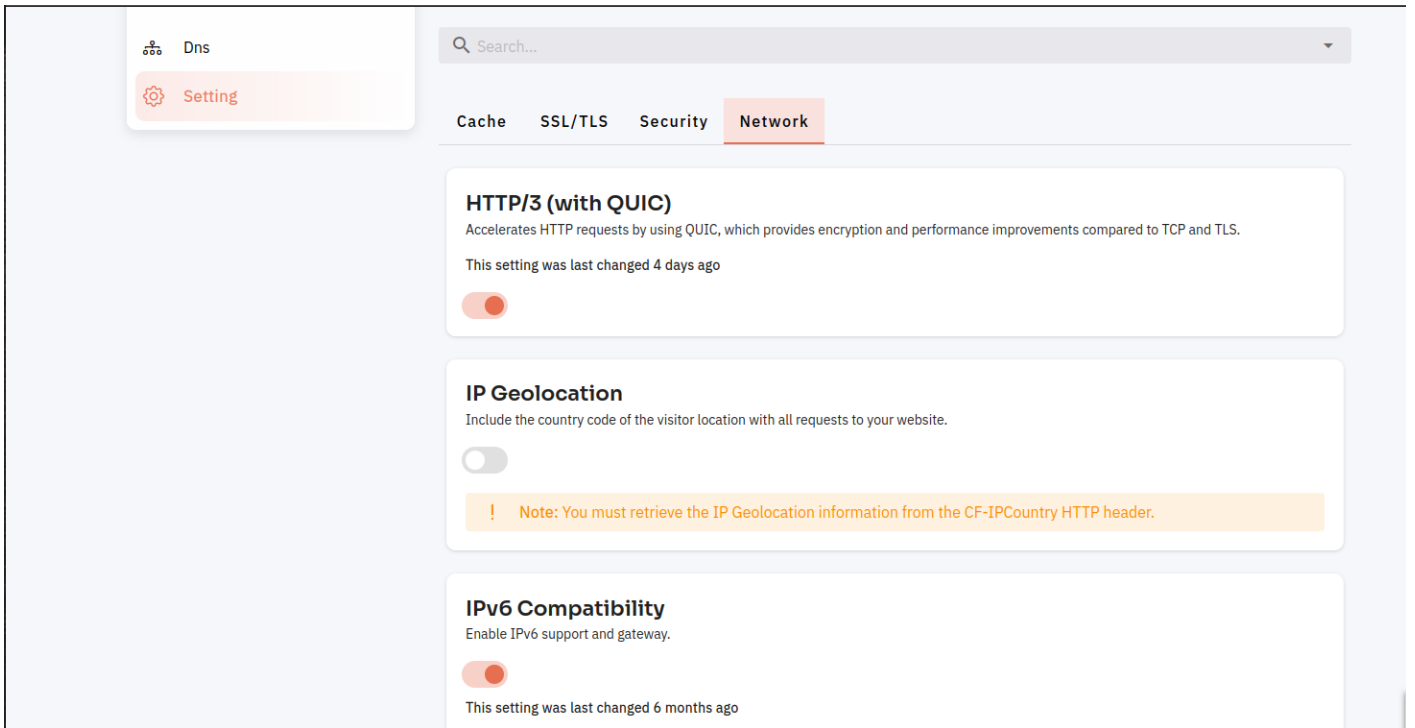 Dns
Setting
Search...
Cache SSL/TLS Security Network
HTTP/3 (with QUIC)
Accelerates HTTP requests by using QUIC, which provides encryption and performance improvements compared to TCP and TLS.
This setting was last changed 4 days ago
IP Geolocation
Include the country code of the visitor location with all requests to your website.
! Note: You must retrieve the IP Geolocation information from the CF-IPCountry HTTP header.
IPv6 Compatibility
Enable IPv6 support and gateway.
This setting was last changed 6 months ago